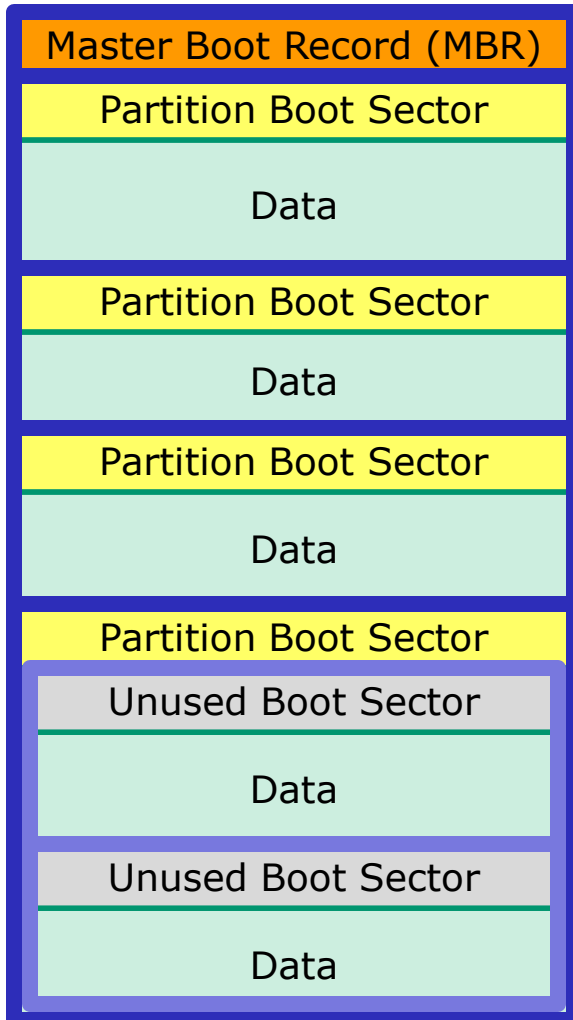 Master Boot Record (MBR)
Partition Boot Sector
Data
Partition Boot Sector
Data
Partition Boot Sector
Data
Partition Boot Sector
Unused Boot Sector
Data
Unused Boot Sector
Data